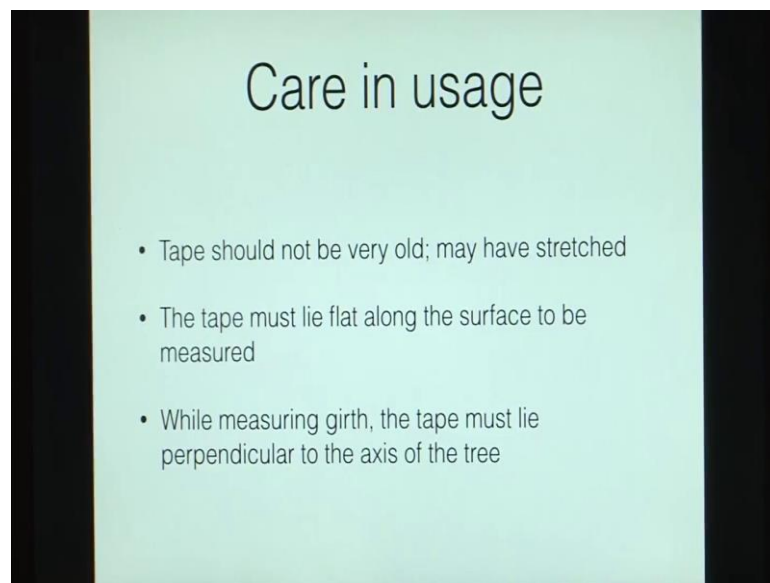 Care in usage
• Tape should not be very old; may have stretched
• The tape must lie flat along the surface to be
measured
• While measuring girth, the tape must lie
perpendicular to the axis of the tree